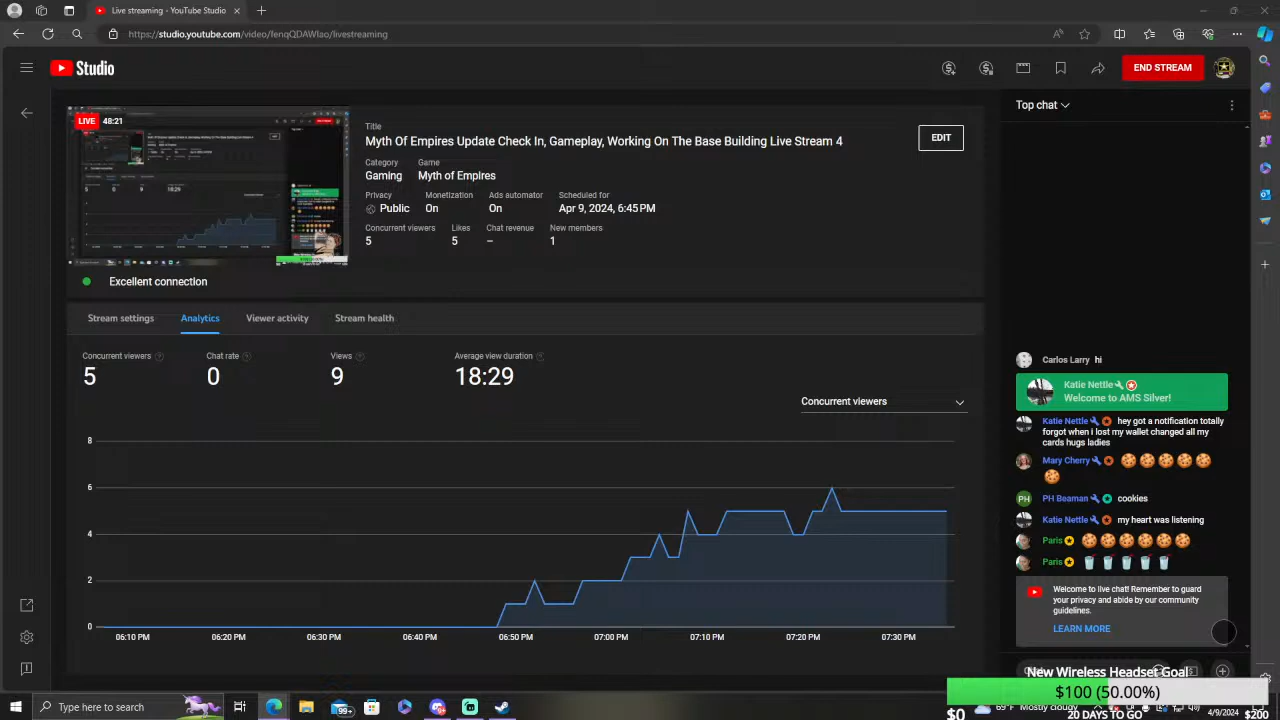 Live streaming - YouTube Studio
https://studio.youtube.com/video/fenqQDAWlao/livestreaming
Studio
END STREAM
LIVE 48:21
Title
Myth Of Empires Update Check In, Gameplay, Working On The Base Building Live Stream 4
EDIT
Category Game
Gaming Myth of Empires
Privacy Monetization Ads automator Scheduled for
Public On On Apr 9, 2024, 6:45 PM
Concurrent viewers Likes Chat revenue New members
5 5 – 1
Excellent connection
Stream settings Analytics Viewer activity Stream health
Concurrent viewers Chat rate Views Average view duration
5 0 9 18:29
Concurrent viewers
8
6
4
2
0
06:10 PM 06:20 PM 06:30 PM 06:40 PM 06:50 PM 07:00 PM 07:10 PM 07:20 PM 07:30 PM
Top chat
Carlos Larry hi
Katie Nettle
Welcome to AMS Silver!
Katie Nettle hey got a notification totally
forgot when i lost my wallet changed all my
cards hugs ladies
Mary Cherry
PH
PH Beaman cookies
Katie Nettle my heart was listening
Paris
Paris
Welcome to live chat! Remember to guard
your privacy and abide by our community
guidelines.
LEARN MORE
New Wireless Headset Goal
$100 (50.00%)
$0 20 DAYS TO GO $200
Type here to search
99+
69°F Mostly cloudy
4/9/2024